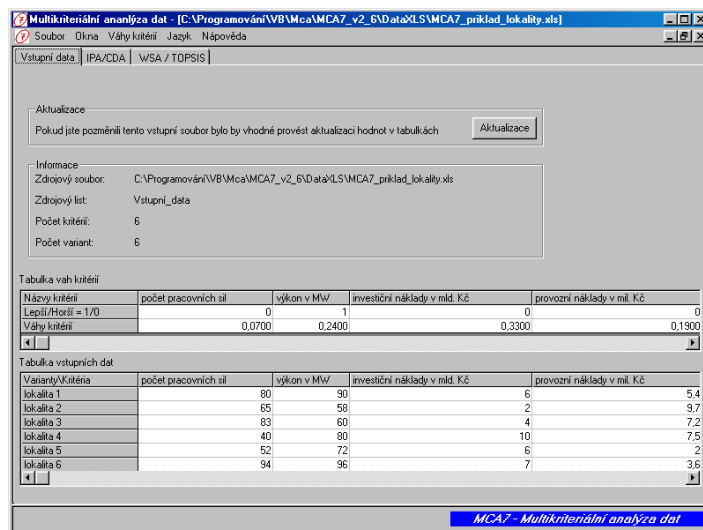 Multikriteriální ananlýza dat - [C:\Programování\VB\Mca\MCA7_v2_6\DataXLS\MCA7_priklad_lokality.xls]
Soubor Okna Váhy kritérií Jazyk Nápověda
Vstupní data IPA/CDA WSA / TOPSIS
Aktualizace
Pokud jste pozměnili tento vstupní soubor bylo by vhodné provést aktualizaci hodnot v tabulkách Aktualizace
Informace
Zdrojový soubor: C:\Programování\VB\Mca\MCA7_v2_6\DataXLS\MCA7_priklad_lokality.xls
Zdrojový list: Vstupní_data
Počet kritérií: 6
Počet variant: 6
Tabulka vah kritérií
Názvy kritérií počet pracovních sil výkon v MW investiční náklady v mld. Kč provozní náklady v mil. Kč
Lepší/Horší = 1/0 0 1 0 0
Váhy kritérií 0,0700 0,2400 0,3300 0,1900
Tabulka vstupních dat
Varianty\Kritéria počet pracovních sil výkon v MW investiční náklady v mld. Kč provozní náklady v mil. Kč
lokalita 1 80 90 6 5,4
lokalita 2 65 58 2 9,7
lokalita 3 83 60 4 7,2
lokalita 4 40 80 10 7,5
lokalita 5 52 72 6 2
lokalita 6 94 96 7 3,6
MCA7 - Multikriteriální analýza dat